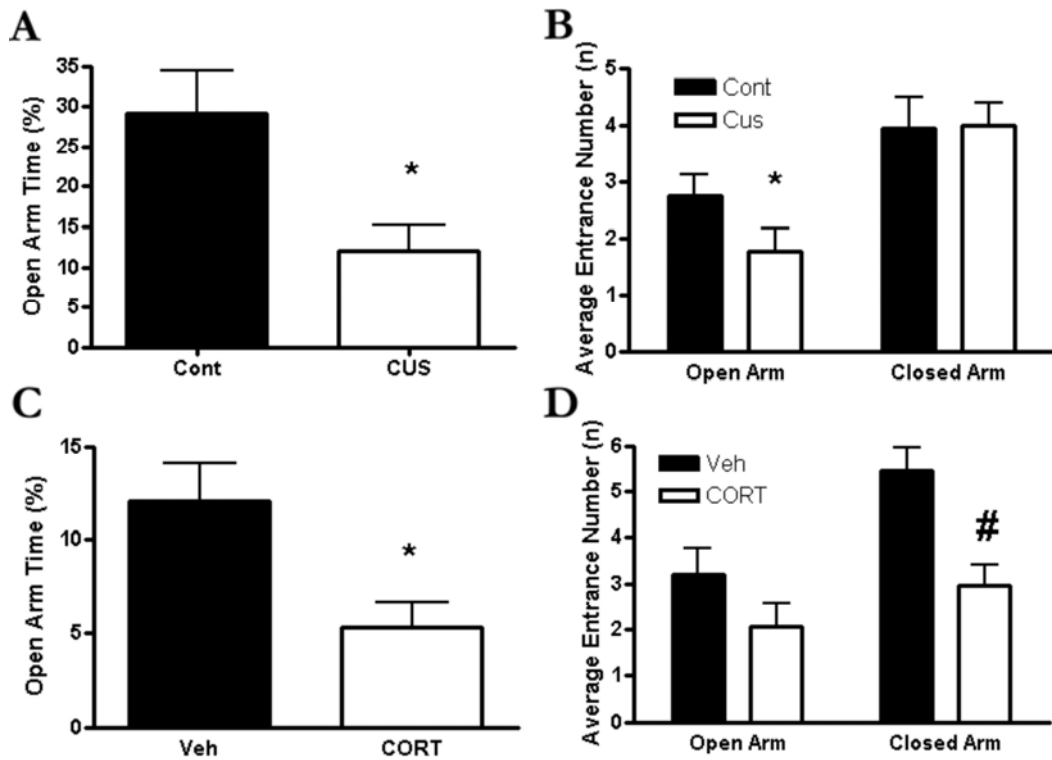 A
Open Arm Time (%)
35
30
25
20
15
10
5
0
*
Cont
CUS
B
Average Entrance Number (n)
5
4
3
2
1
0
Cont
Cus
*
Open Arm
Closed Arm
C
Open Arm Time (%)
15
10
5
0
*
Veh
CORT
D
Average Entrance Number (n)
6
5
4
3
2
1
0
Veh
CORT
#
Open Arm
Closed Arm